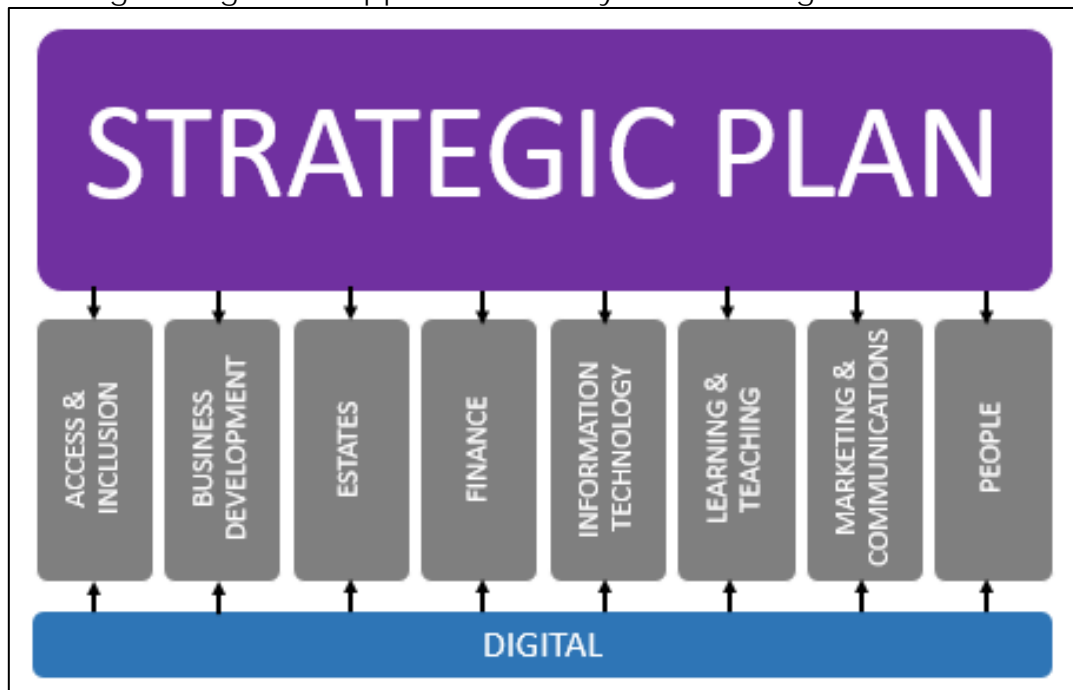 STRATEGIC PLAN
ACCESS &
INCLUSION
BUSINESS
DEVELOPMENT
ESTATES
FINANCE
INFORMATION
TECHNOLOGY
LEARNING &
TEACHING
MARKETING &
COMMUNICATIONS
PEOPLE
DIGITAL